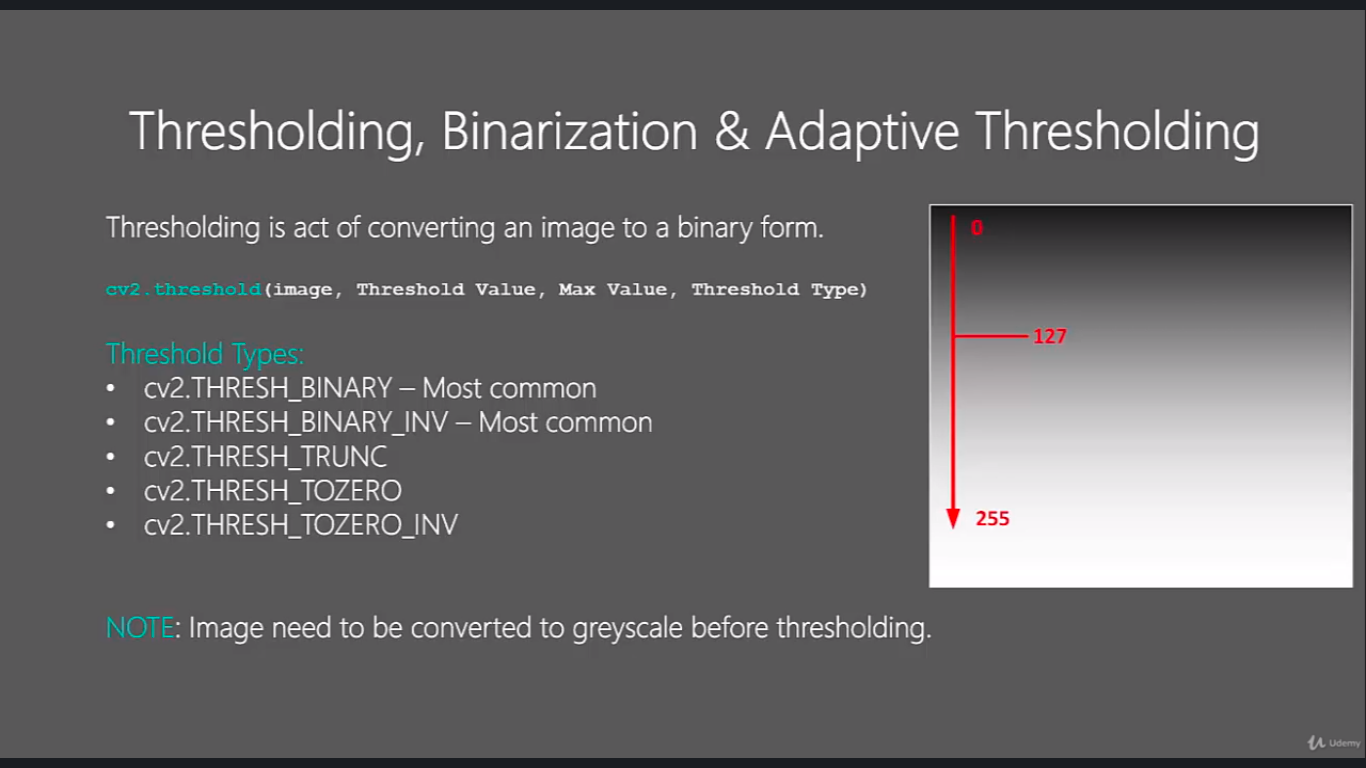 Thresholding, Binarization & Adaptive Thresholding
Thresholding is act of converting an image to a binary form.
cv2.threshold(image, Threshold Value, Max Value, Threshold Type)
Threshold Types:
• cv2.THRESH_BINARY – Most common
• cv2.THRESH_BINARY_INV – Most common
• cv2.THRESH_TRUNC
• cv2.THRESH_TOZERO
• cv2.THRESH_TOZERO_INV
NOTE: Image need to be converted to greyscale before thresholding.
0
127
255
Udemy